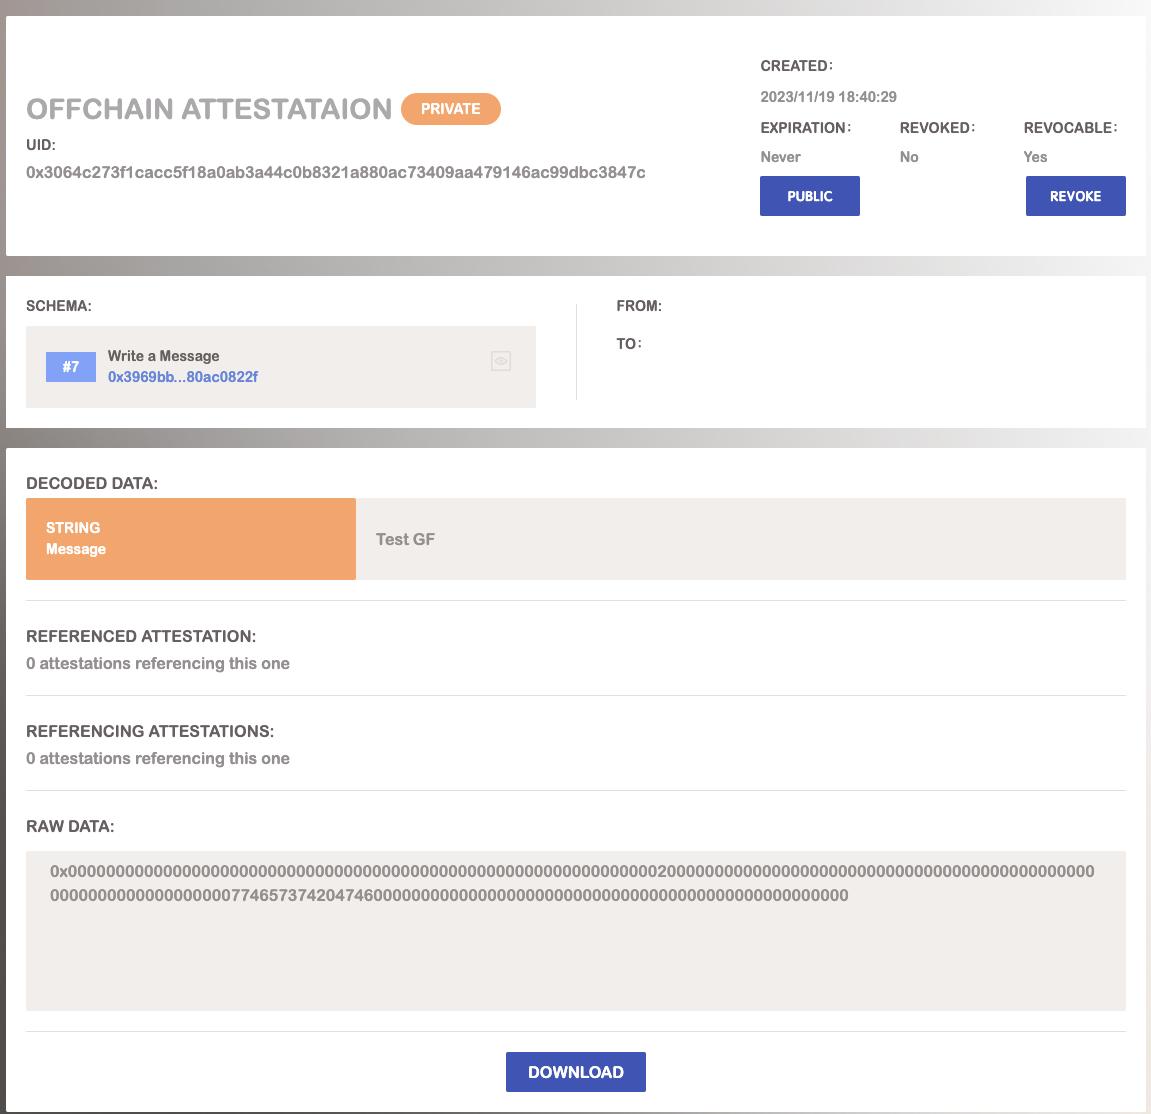 OFFCHAIN ATTESTATAION PRIVATE
UID:
0x3064c273f1cacc5f18a0ab3a44c0b8321a880ac73409aa479146ac99dbc3847c
CREATED:
2023/11/19 18:40:29
EXPIRATION: REVOKED: REVOCABLE:
Never No Yes
PUBLIC REVOKE
SCHEMA:
#7 Write a Message
0x3969bb...80ac0822f
FROM:
TO:
DECODED DATA:
STRING
Message
Test GF
REFERENCED ATTESTATION:
0 attestations referencing this one
REFERENCING ATTESTATIONS:
0 attestations referencing this one
RAW DATA:
0x000000000000000000000000000000000000000000000000000000000000002000000000000000000000000000000000000000000000
000000000000000000077465737420474600000000000000000000000000000000000000000000000000
DOWNLOAD